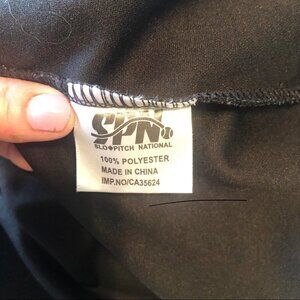 SPN
SLO PITCH NATIONAL
100% POLYESTER
MADE IN CHINA
IMP.NO/CA35624